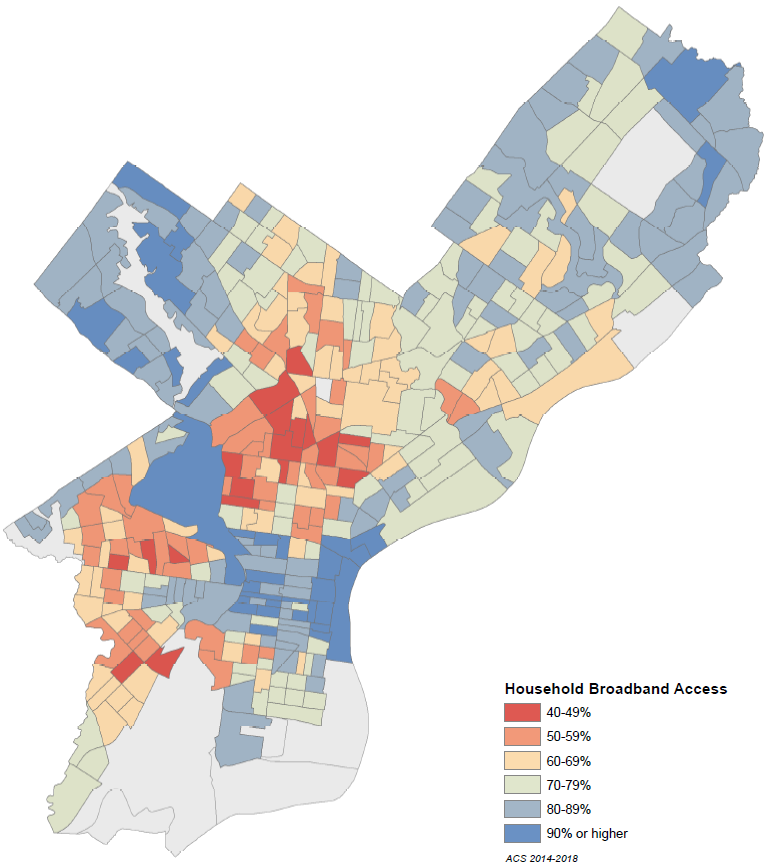 Household Broadband Access
40-49%
50-59%
60-69%
70-79%
80-89%
90% or higher
ACS 2014-2018